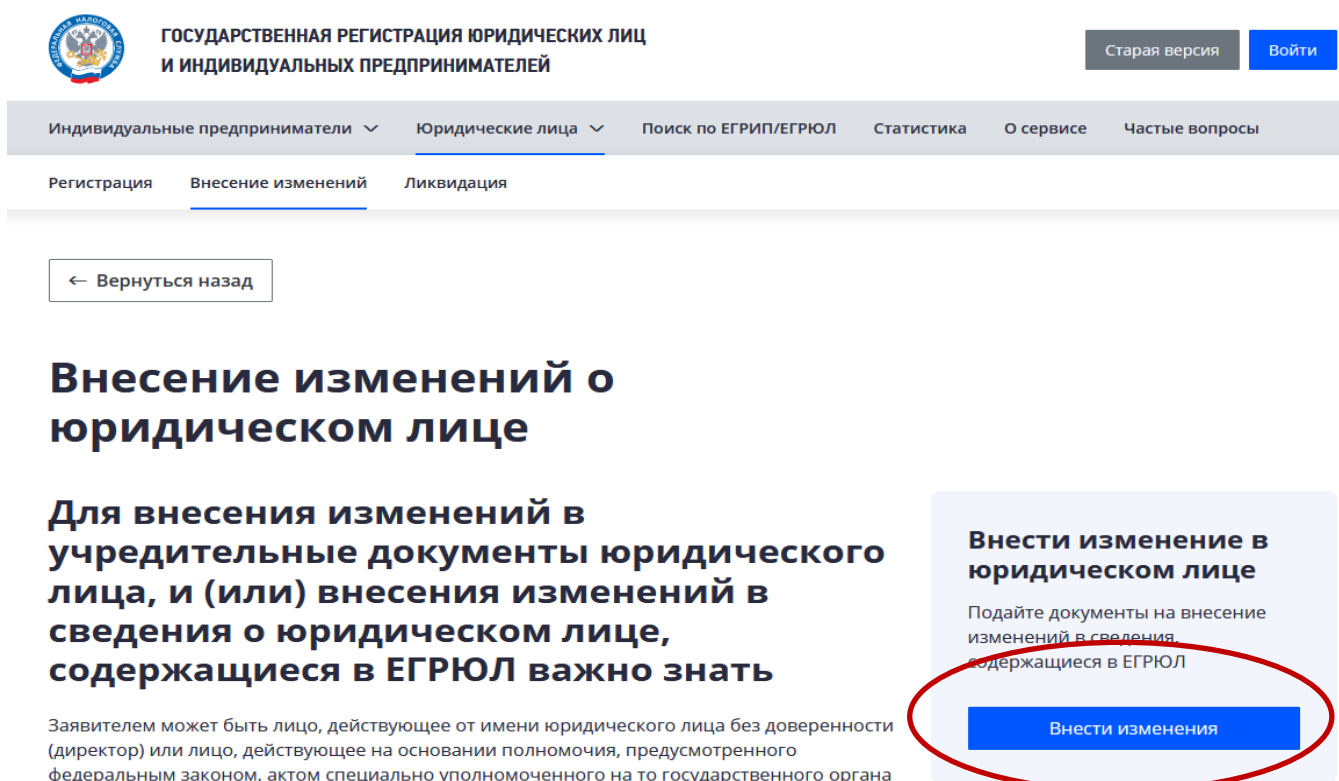 ГОСУДАРСТВЕННАЯ РЕГИСТРАЦИЯ ЮРИДИЧЕСКИХ ЛИЦ
И ИНДИВИДУАЛЬНЫХ ПРЕДПРИНИМАТЕЛЕЙ
Старая версия
Войти
Индивидуальные предприниматели
Юридические лица
Поиск по ЕГРИП/ЕГРЮЛ
Статистика
О сервисе
Частые вопросы
Регистрация
Внесение изменений
Ликвидация
← Вернуться назад
Внесение изменений о
юридическом лице
Для внесения изменений в
учредительные документы юридического
лица, и (или) внесения изменений в
сведения о юридическом лице,
содержащиеся в ЕГРЮЛ важно знать
Заявителем может быть лицо, действующее от имени юридического лица без доверенности
(директор) или лицо, действующее на основании полномочия, предусмотренного
федеральным законом, актом специально уполномоченного на то государственного органа
Внести изменение в
юридическом лице
Подайте документы на внесение
изменений в сведения,
содержащиеся в ЕГРЮЛ
Внести изменения